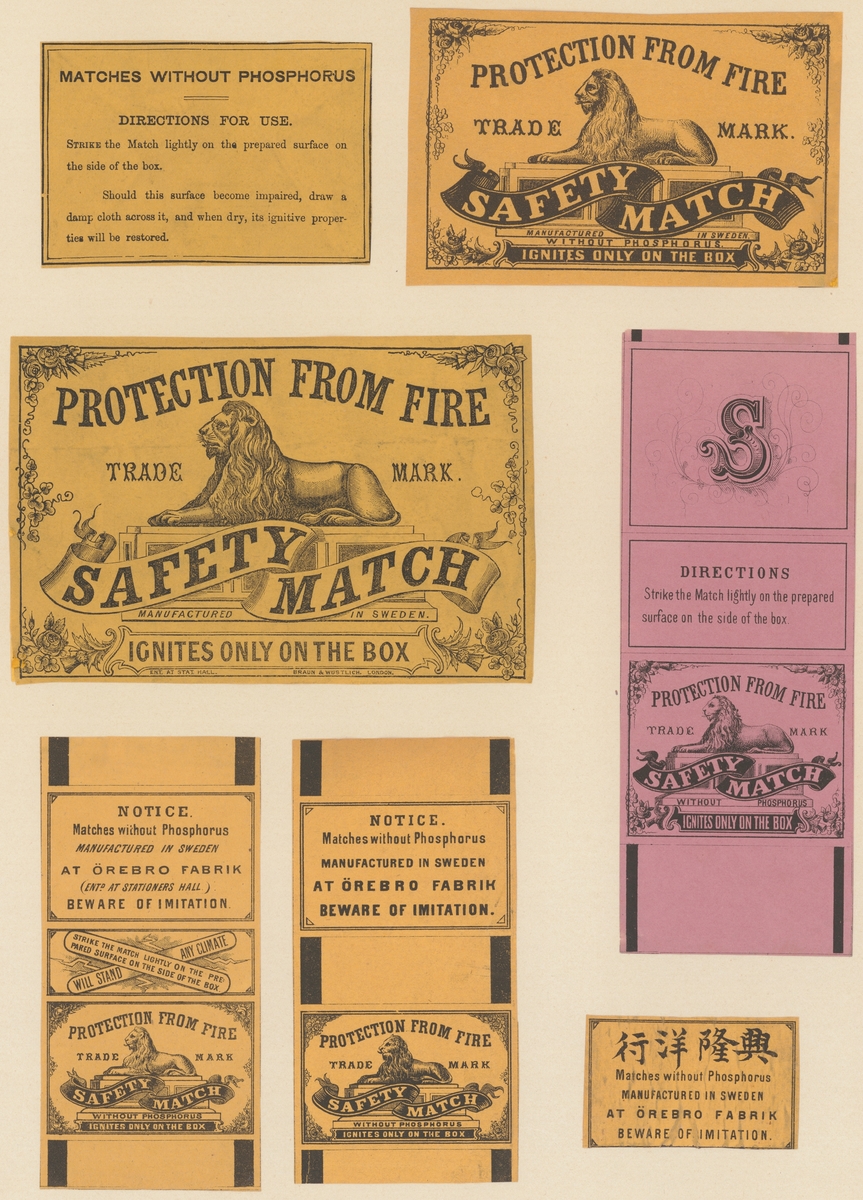 MATCHES WITHOUT PHOSPHORUS
DIRECTIONS FOR USE.
STRIKE the Match lightly on the prepared surface on
the side of the box.
Should this surface become impaired, draw a
damp cloth across it, and when dry, its ignitive proper-
ties will be restored.
PROTECTION FROM FIRE
TRADE MARK.
SAFETY MATCH
MANUFACTURED IN SWEDEN.
WITHOUT PHOSPHORUS.
IGNITES ONLY ON THE BOX
PROTECTION FROM FIRE
TRADE MARK.
SAFETY MATCH
MANUFACTURED IN SWEDEN.
IGNITES ONLY ON THE BOX
ENT. AT STAT. HALL. BRAUN & WÜSTLICH. LONDON.
S
DIRECTIONS
Strike the Match lightly on the prepared
surface on the side of the box.
PROTECTION FROM FIRE
TRADE MARK
SAFETY MATCH
WITHOUT PHOSPHORUS
IGNITES ONLY ON THE BOX
NOTICE.
Matches without Phosphorus
MANUFACTURED IN SWEDEN
AT ÖREBRO FABRIK
(ENTD AT STATIONERS HALL)
BEWARE OF IMITATION.
STRIKE THE MATCH LIGHTLY ON THE PRE-
PARED SURFACE ON THE SIDE OF THE BOX
WILL STAND ANY CLIMATE
PROTECTION FROM FIRE
TRADE MARK
SAFETY MATCH
WITHOUT PHOSPHORUS
IGNITES ONLY ON THE BOX
NOTICE.
Matches without Phosphorus
MANUFACTURED IN SWEDEN
AT ÖREBRO FABRIK
BEWARE OF IMITATION.
PROTECTION FROM FIRE
TRADE MARK
SAFETY MATCH
WITHOUT PHOSPHORUS
IGNITES ONLY ON THE BOX
行洋隆興
Matches without Phosphorus
MANUFACTURED IN SWEDEN
AT ÖREBRO FABRIK
BEWARE OF IMITATION.